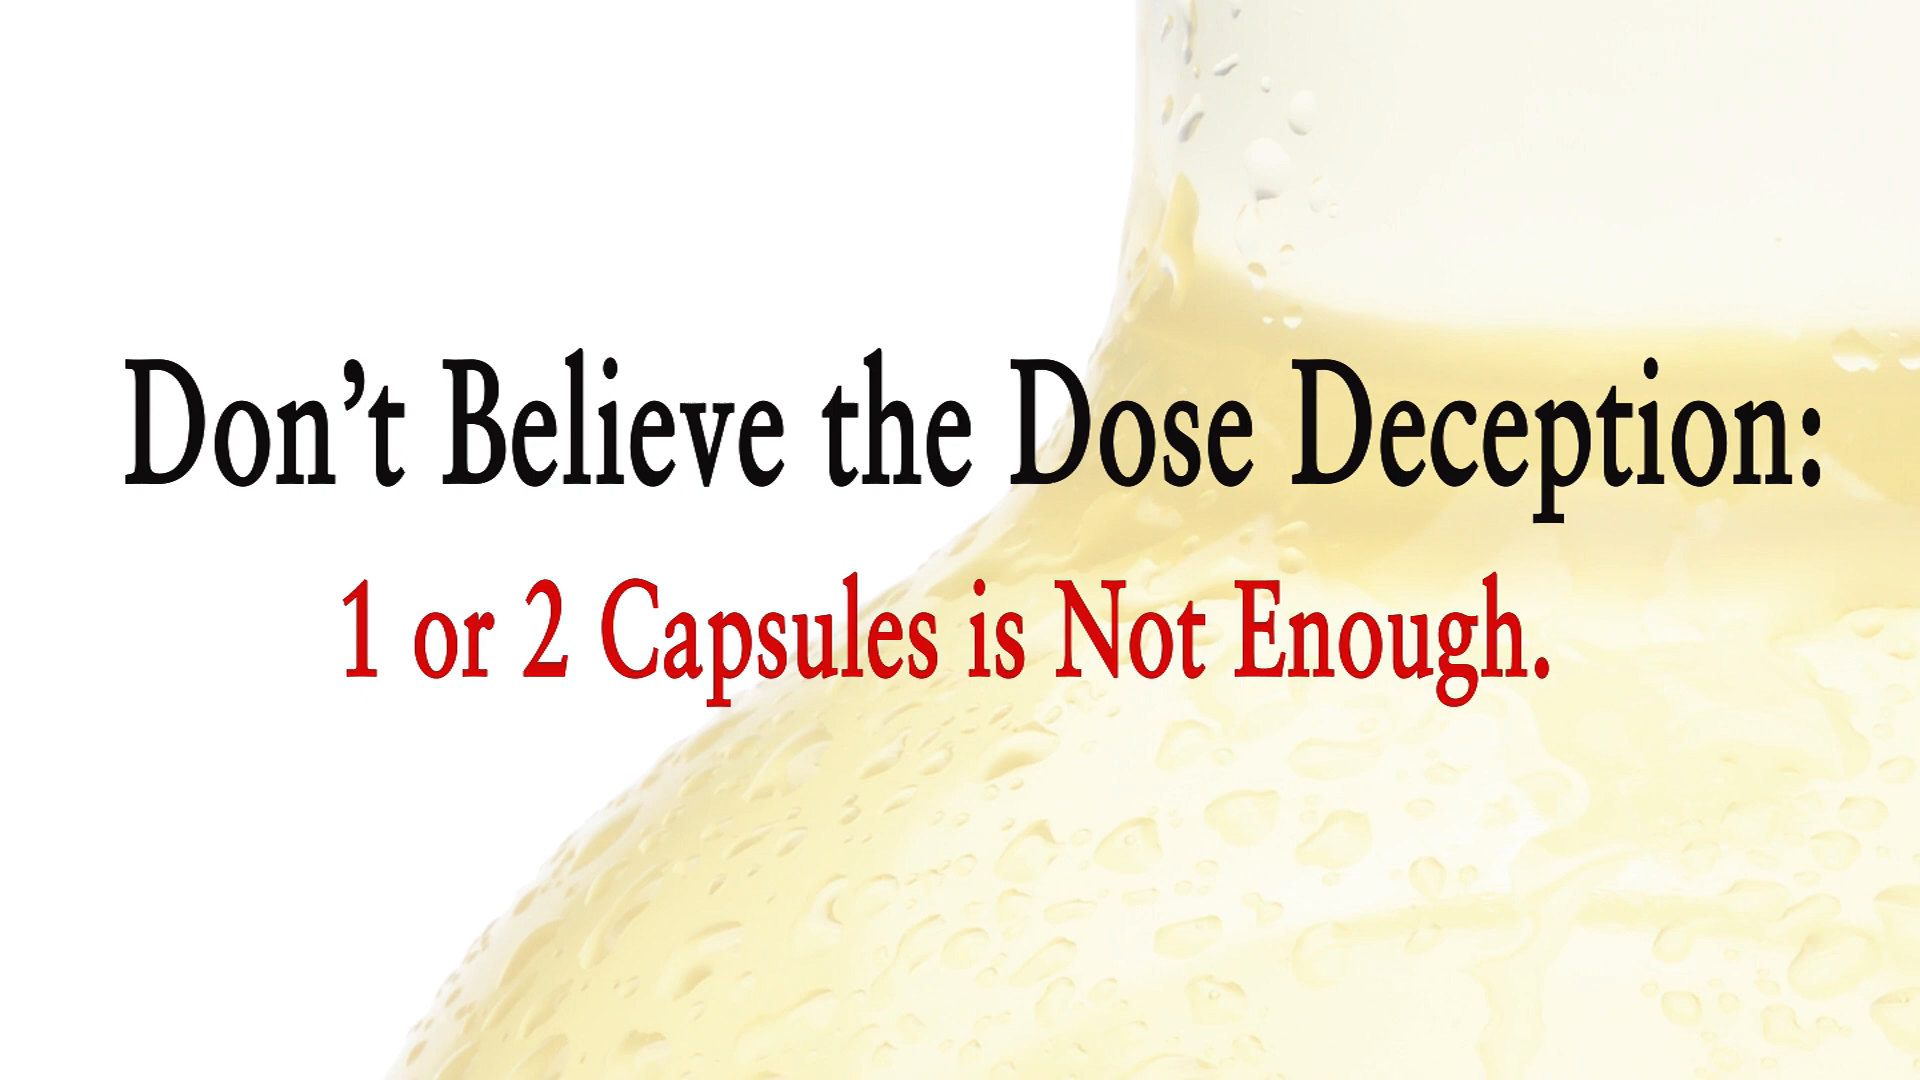 Don’t Believe the Dose Deception:
1 or 2 Capsules is Not Enough.